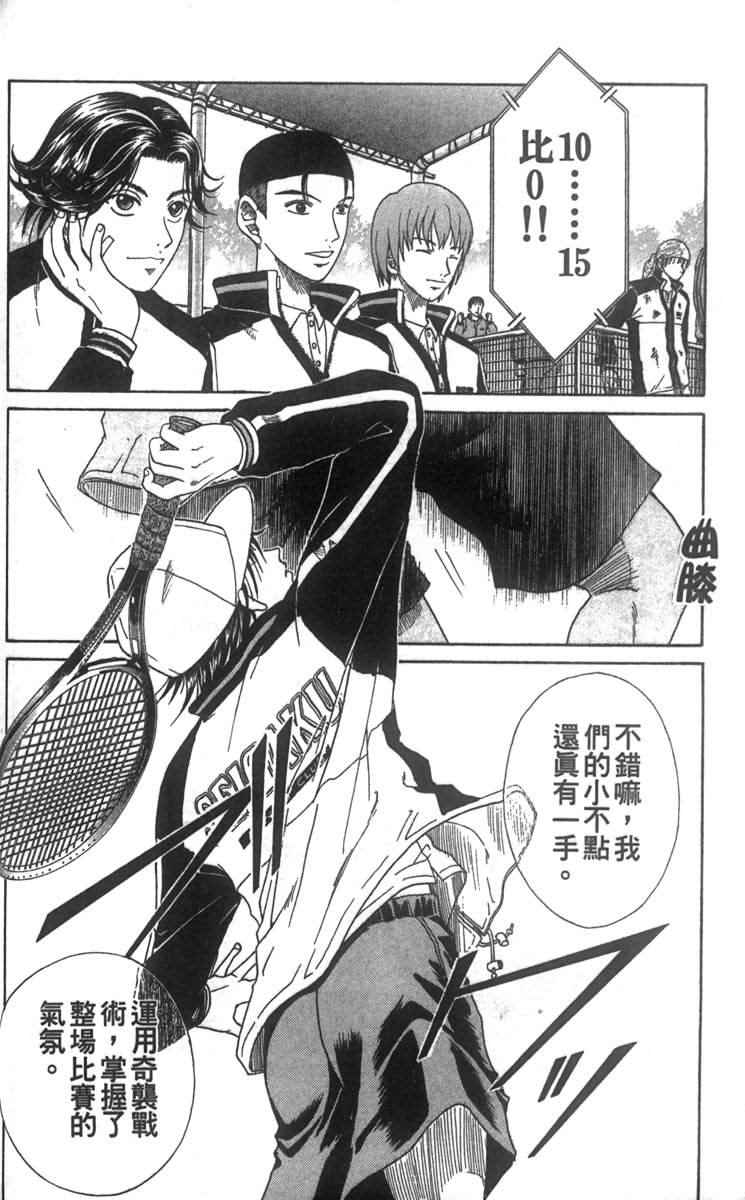 10……15
比0!!
曲膝
不錯嘛，我
們的小不點
還真有一手。
運用奇襲戰
術，掌握了
整場比賽的
氣氛。